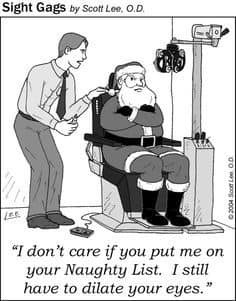 Sight Gags by Scott Lee, O.D.
LEE
© 2004 Scott Lee, O.D.
"I don't care if you put me on
your Naughty List.  I still
have to dilate your eyes."